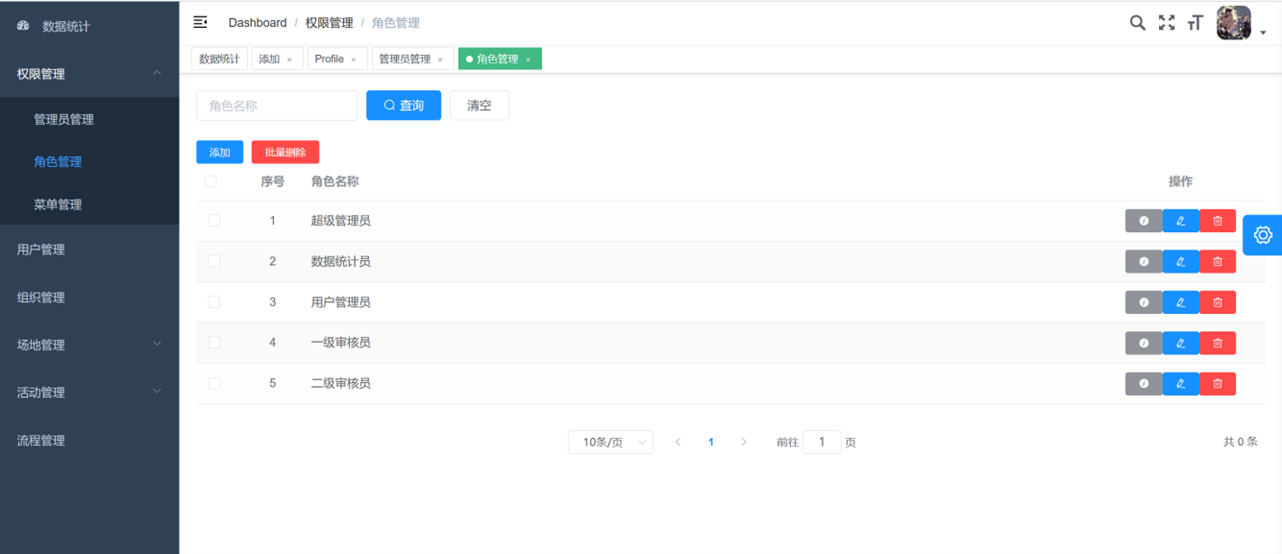 数据统计
权限管理
管理员管理
角色管理
菜单管理
用户管理
组织管理
场地管理
活动管理
流程管理
Dashboard / 权限管理 / 角色管理
数据统计 添加 × Profile × 管理员管理 × 角色管理 ×
角色名称 查询 清空
添加 批量删除
序号 角色名称 操作
1 超级管理员
2 数据统计员
3 用户管理员
4 一级审核员
5 二级审核员
10条/页 1 前往 1 页 共 0 条